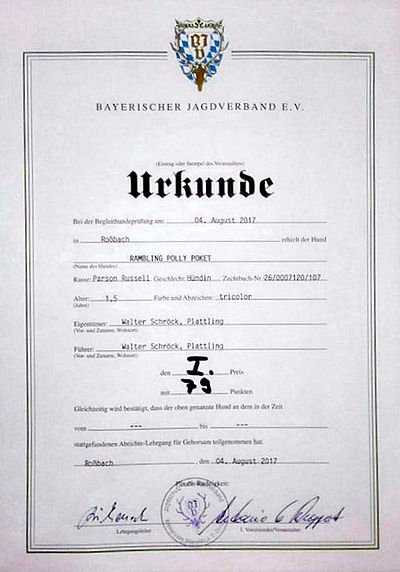 BAYERISCHER JAGDVERBAND E.V.
(Eintrag oder Stempel des Veranstalters)
Urkunde
Bei der Begleithundeprüfung am: 04. August 2017
in Roßbach erhielt der Hund
RAMBLING POLLY POKET
(Name des Hundes)
Rasse: Parson Russell Geschlecht: Hündin Zuchtbuch-Nr. 26/0007120/107
Alter: 1,5 Farbe und Abzeichen: tricolor
(Jahre)
Eigentümer: Walter Schröck, Plattling
(Vor- und Zuname, Wohnort)
Führer: Walter Schröck, Plattling
(Vor- und Zuname, Wohnort)
den I. Preis
mit 79 Punkten
Gleichzeitig wird bestätigt, dass der oben genannte Hund an dem in der Zeit
vom --- bis ---
stattgefundenen Abrichte-Lehrgang für Gehorsam teilgenommen hat.
Roßbach, den 04. August 2017
Für die Richtigkeit:
Lehrgangsleiter 1. Vorsitzender/Veranstalter